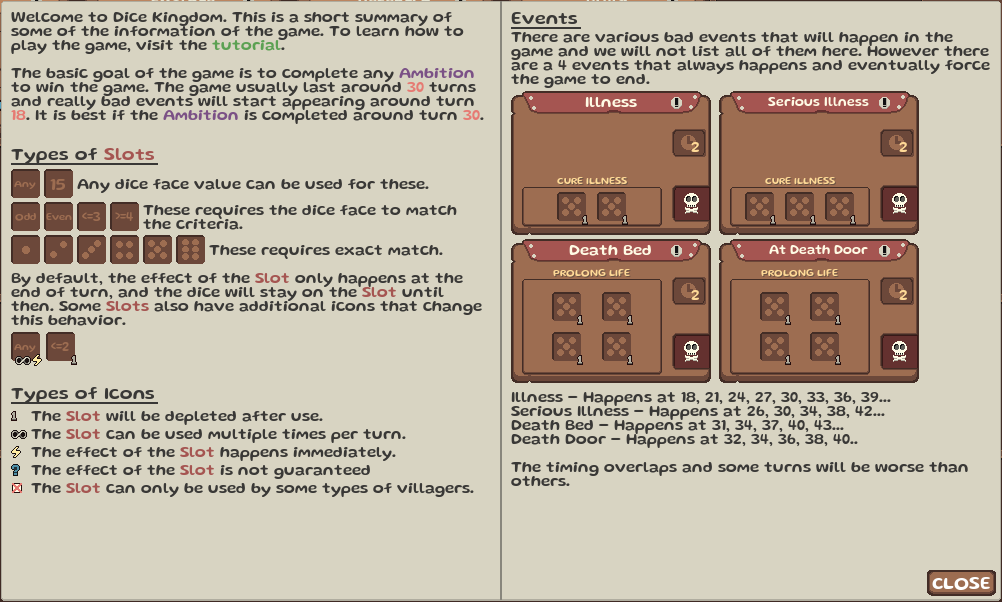 Welcome to Dice Kingdom. This is a short summary of
some of the information of the game. To learn how to
play the game, visit the tutorial.
The basic goal of the game is to complete any Ambition
to win the game. The game usually last around 30 turns
and really bad events will start appearing around turn
18. It is best if the Ambition is completed around turn 30.
Types of Slots
Any 15 Any dice face value can be used for these.
Odd Even <=3 >=4 These requires the dice face to match
the criteria.
These requires exact match.
By default, the effect of the Slot only happens at the
end of turn, and the dice will stay on the Slot until
then. Some Slots also have additional icons that change
this behavior.
Any <=2 1
Types of Icons
1 The Slot will be depleted after use.
The Slot can be used multiple times per turn.
The effect of the Slot happens immediately.
? The effect of the Slot is not guaranteed
The Slot can only be used by some types of villagers.
Events
There are various bad events that will happen in the
game and we will not list all of them here. However there
are a 4 events that always happens and eventually force
the game to end.
Illness !
2
CURE ILLNESS
1 1
Serious Illness !
2
CURE ILLNESS
1 1 1
Death Bed !
PROLONG LIFE
2
1 1
1 1
At Death Door !
PROLONG LIFE
2
1 1
1 1
Illness – Happens at 18, 21, 24, 27, 30, 33, 36, 39...
Serious Illness – Happens at 26, 30, 34, 38, 42...
Death Bed – Happens at 31, 34, 37, 40, 43...
Death Door – Happens at 32, 34, 36, 38, 40..
The timing overlaps and some turns will be worse than
others.
CLOSE